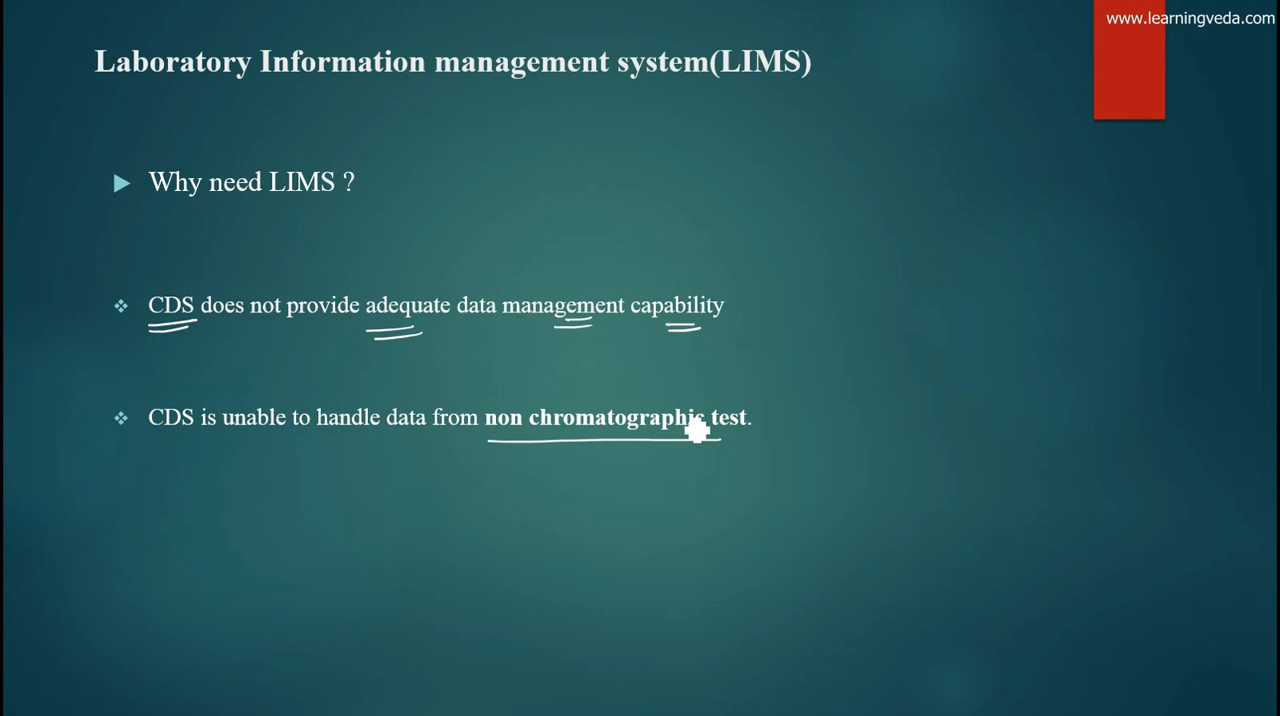 www.learningveda.com
Laboratory Information management system(LIMS)
Why need LIMS ?
CDS does not provide adequate data management capability
CDS is unable to handle data from non chromatographic test.